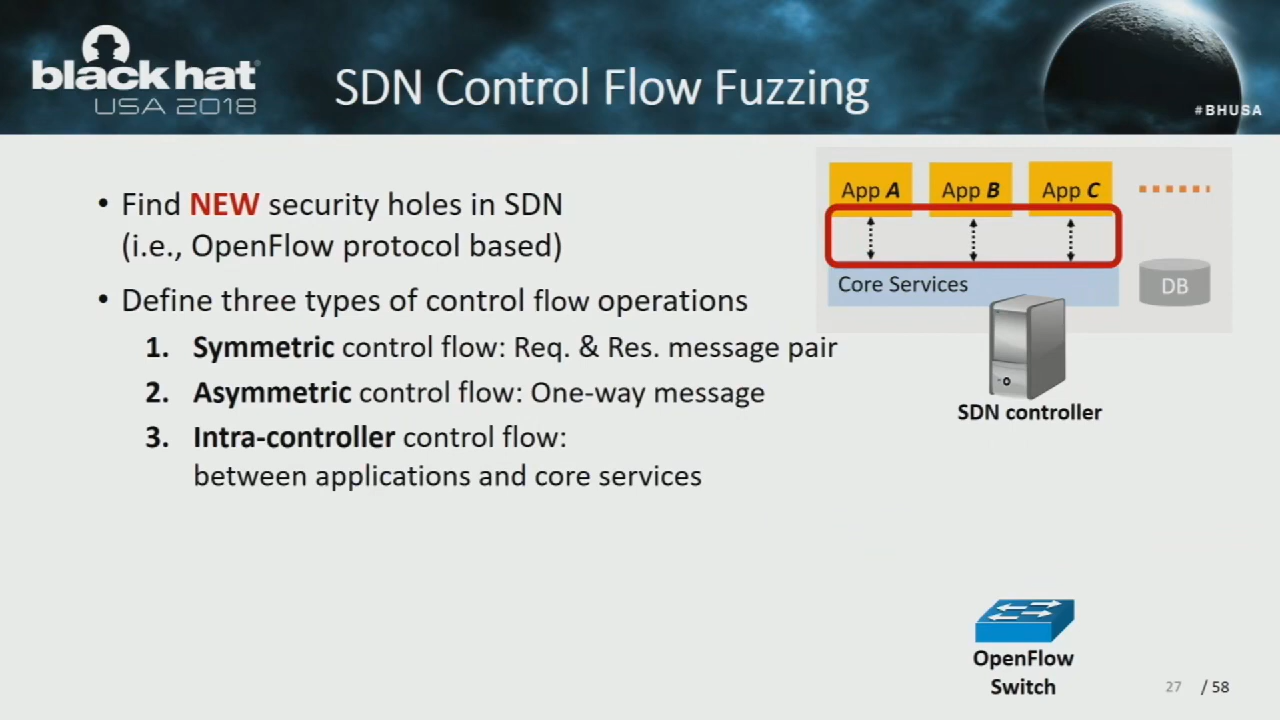 black hat
USA 2018
SDN Control Flow Fuzzing
#BHUSA
• Find NEW security holes in SDN
(i.e., OpenFlow protocol based)
• Define three types of control flow operations
1. Symmetric control flow: Req. & Res. message pair
2. Asymmetric control flow: One-way message
3. Intra-controller control flow:
between applications and core services
App A
App B
App C
Core Services
DB
SDN controller
OpenFlow
Switch
27 / 58